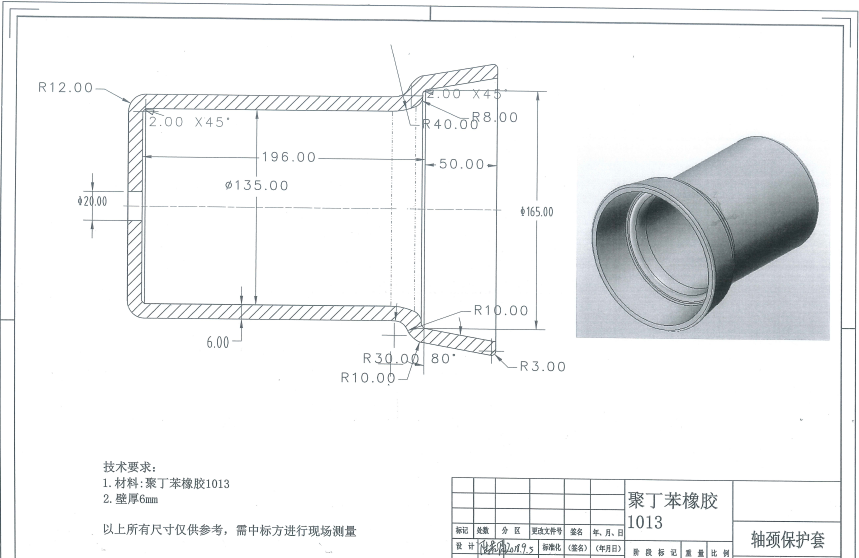 R12.00
2.00 X45°
2.00 X45°
R8.00
R40.00
196.00
50.00
ϕ135.00
Φ20.00
Φ165.00
R10.00
6.00
R30.00 80°
R10.00
R3.00
技术要求:
1.材料:聚丁苯橡胶1013
2.壁厚6mm
以上所有尺寸仅供参考，需中标方进行现场测量
聚丁苯橡胶
1013
标记 处数 分 区 更改文件号 签名 年、月、日
设 计 标准化 (签名) (年月日)
阶 段 标 记 重 量 比 例
轴颈保护套